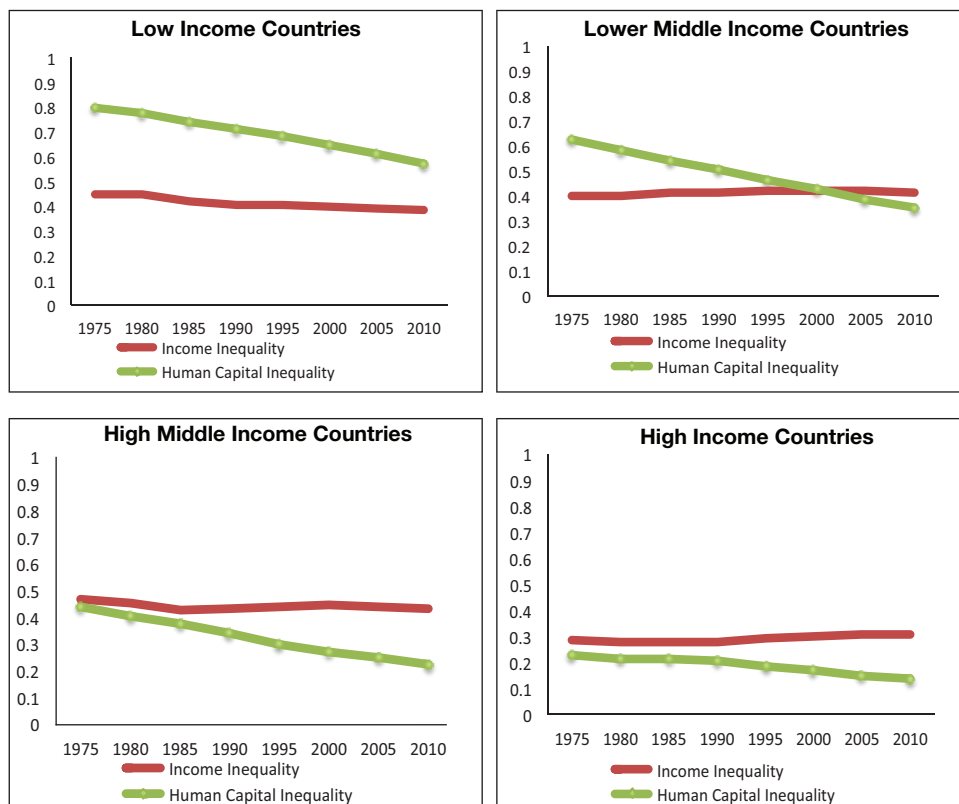 Low Income Countries
1
0.9
0.8
0.7
0.6
0.5
0.4
0.3
0.2
0.1
0
1975 1980 1985 1990 1995 2000 2005 2010
Income Inequality
Human Capital Inequality
Lower Middle Income Countries
1
0.9
0.8
0.7
0.6
0.5
0.4
0.3
0.2
0.1
0
1975 1980 1985 1990 1995 2000 2005 2010
Income Inequality
Human Capital Inequality
High Middle Income Countries
1
0.9
0.8
0.7
0.6
0.5
0.4
0.3
0.2
0.1
0
1975 1980 1985 1990 1995 2000 2005 2010
Income Inequality
Human Capital Inequality
High Income Countries
1
0.9
0.8
0.7
0.6
0.5
0.4
0.3
0.2
0.1
0
1975 1980 1985 1990 1995 2000 2005 2010
Income Inequality
Human Capital Inequality